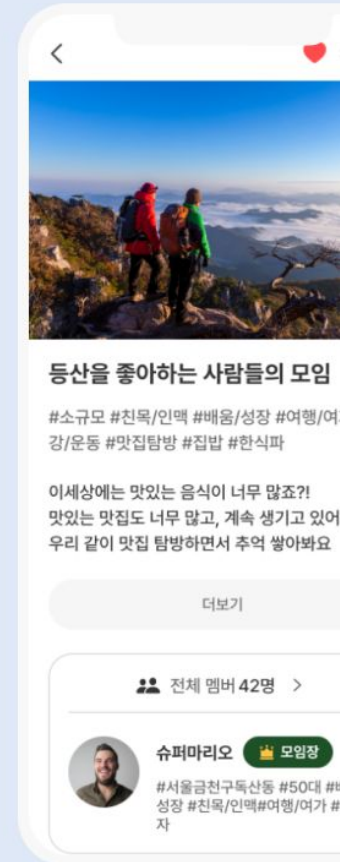 등산을 좋아하는 사람들의 모임
#소규모 #친목/인맥 #배움/성장 #여행/여
강/운동 #맛집탐방 #집밥 #한식파
이세상에는 맛있는 음식이 너무 많죠?!
맛있는 맛집도 너무 많고, 계속 생기고 있어
우리 같이 맛집 탐방하면서 추억 쌓아봐요
더보기
전체 멤버 42명 >
슈퍼마리오 모임장
#서울금천구독산동 #50대
성장 #친목/인맥#여행/여가 #
자